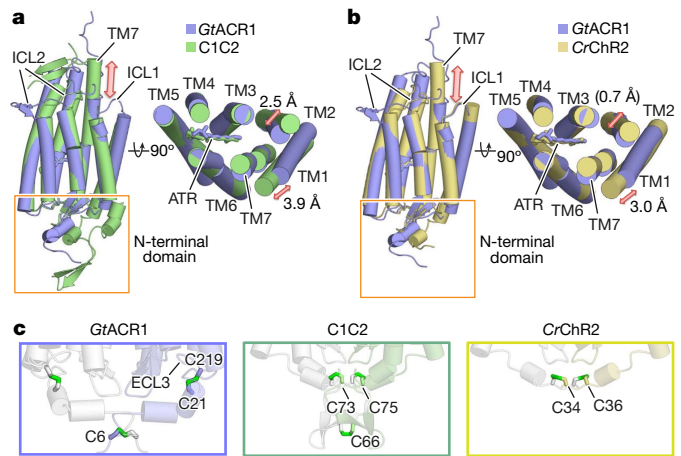 a
GtACR1
C1C2
TM7
ICL2
ICL1
TM4
TM3
TM5
2.5 Å
TM2
90º
ATR
TM1
TM6
TM7
3.9 Å
N-terminal
domain
b
GtACR1
CrChR2
TM7
ICL2
ICL1
TM4
TM3
(0.7 Å)
TM5
TM2
90º
ATR
TM1
TM6
TM7
3.0 Å
N-terminal
domain
c
GtACR1
C1C2
CrChR2
C219
ECL3
C21
C6
C73
C75
C66
C34
C36